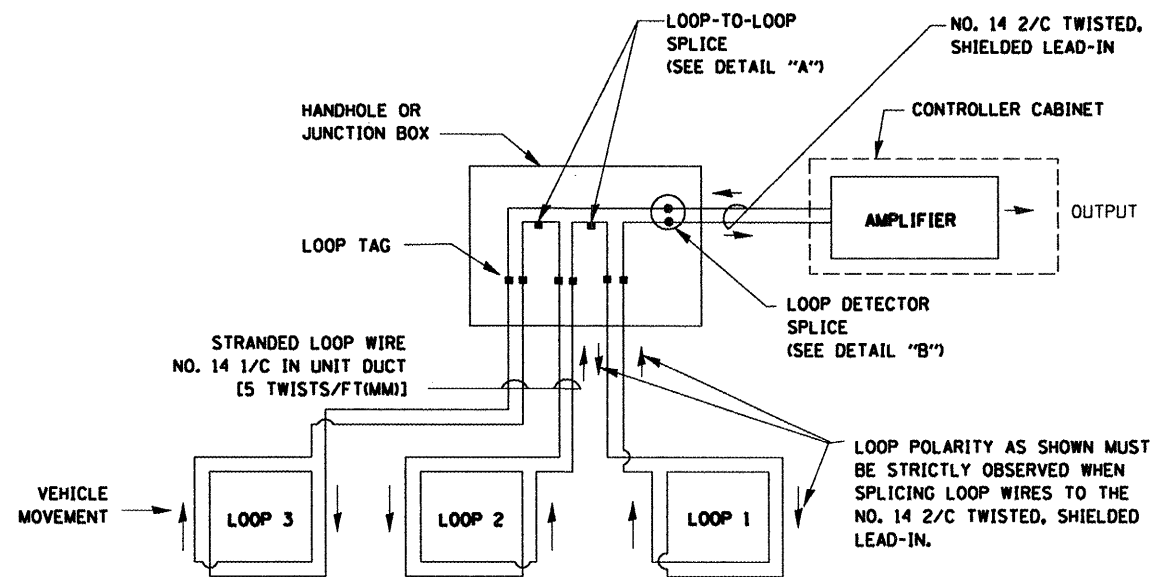 LOOP-TO-LOOP
SPLICE
(SEE DETAIL "A")
NO. 14 2/C TWISTED,
SHIELDED LEAD-IN
HANDHOLE OR
JUNCTION BOX
CONTROLLER CABINET
AMPLIFIER
OUTPUT
LOOP TAG
LOOP DETECTOR
SPLICE
(SEE DETAIL "B")
STRANDED LOOP WIRE
NO. 14 1/C IN UNIT DUCT
[5 TWISTS/FT(MM)]
LOOP POLARITY AS SHOWN MUST
BE STRICTLY OBSERVED WHEN
SPLICING LOOP WIRES TO THE
NO. 14 2/C TWISTED, SHIELDED
LEAD-IN.
VEHICLE
MOVEMENT
LOOP 3
LOOP 2
LOOP 1